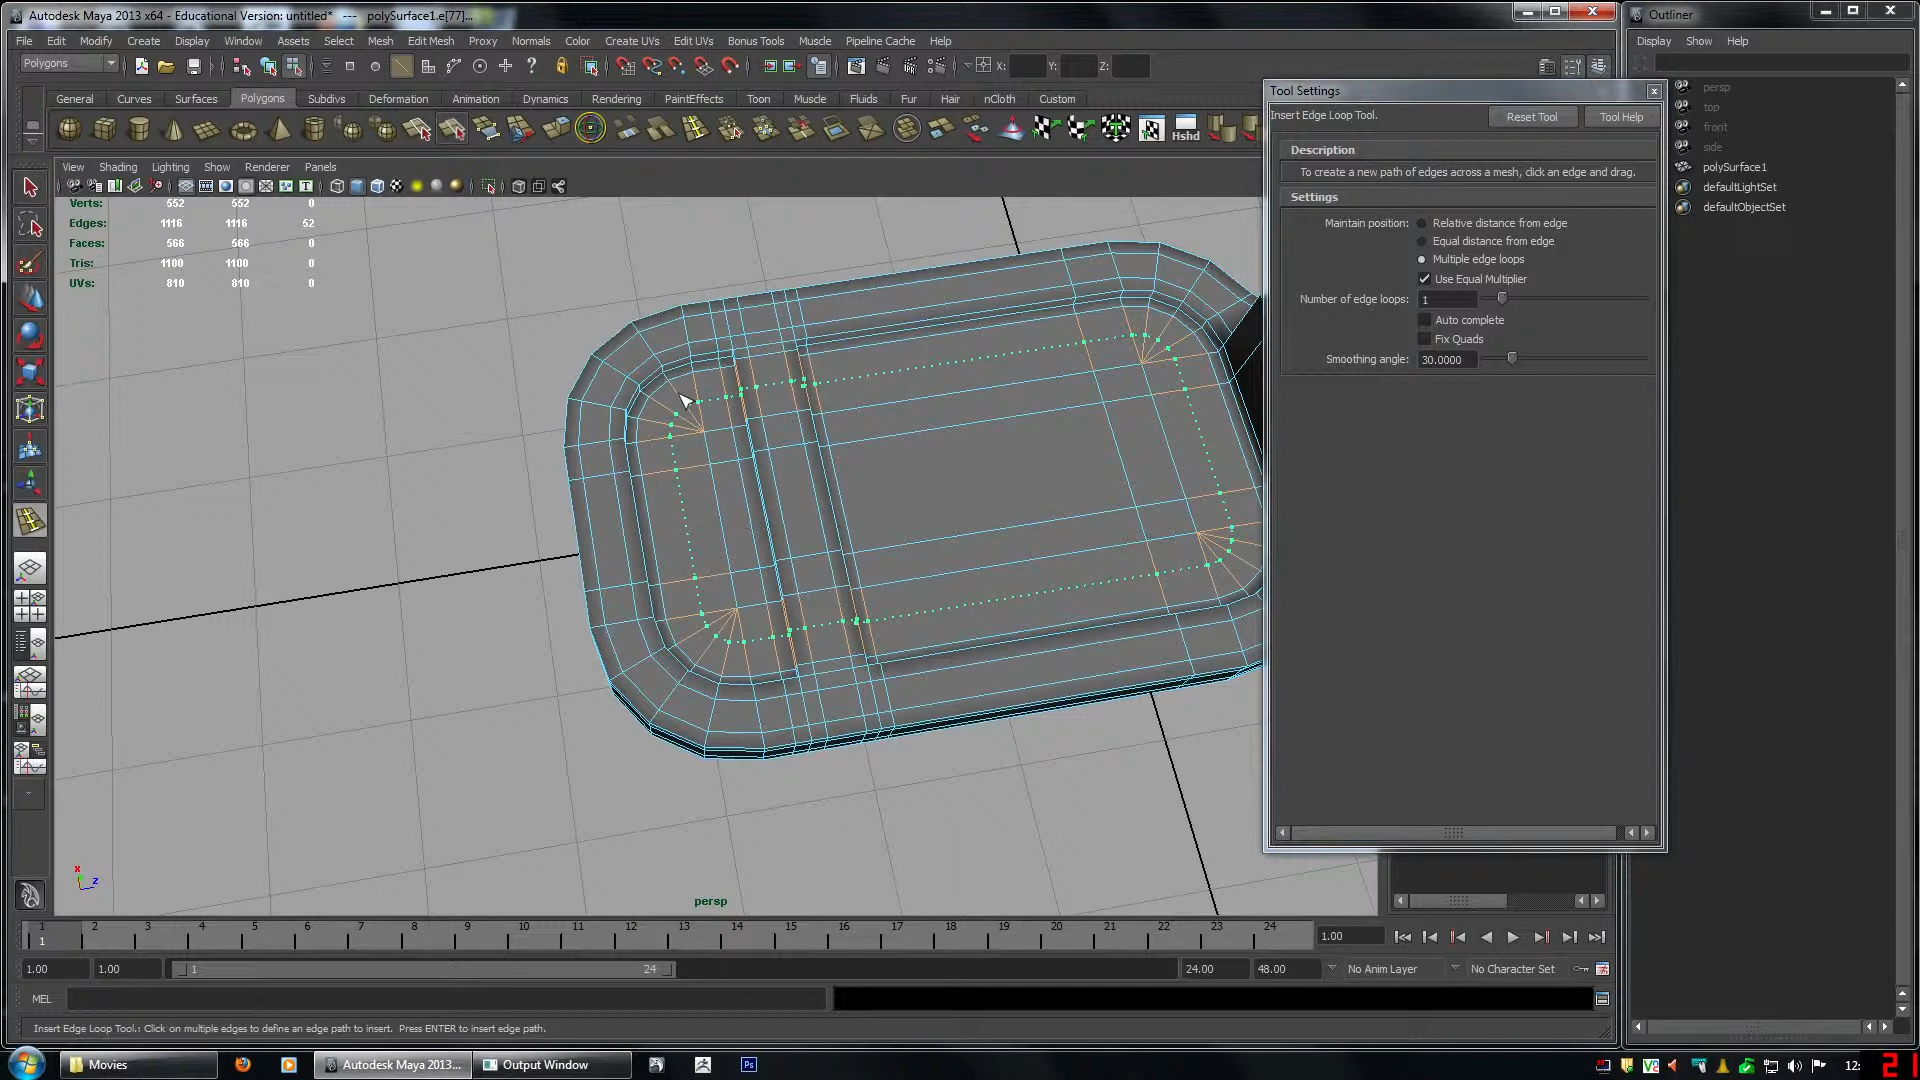 Autodesk Maya 2013 x64 - Educational Version: untitled* --- polySurface1.e[77]...
Outliner
File Edit Modify Create Display Window Assets Select Mesh Edit Mesh Proxy Normals Color Create UVs Edit UVs Bonus Tools Muscle Pipeline Cache Help
Display Show Help
Polygons
X: Y: Z:
General Curves Surfaces Polygons Subdivs Deformation Animation Dynamics Rendering PaintEffects Toon Muscle Fluids Fur Hair nCloth Custom
Hshd
View Shading Lighting Show Renderer Panels
Verts: 552 552 0
Edges: 1116 1116 52
Faces: 566 566 0
Tris: 1100 1100 0
UVs: 810 810 0
Tool Settings
Insert Edge Loop Tool.
Reset Tool
Tool Help
Description
To create a new path of edges across a mesh, click an edge and drag.
Settings
Maintain position: Relative distance from edge
Equal distance from edge
Multiple edge loops
Use Equal Multiplier
Number of edge loops: 1
Auto complete
Fix Quads
Smoothing angle: 30.0000
persp
top
front
side
polySurface1
defaultLightSet
defaultObjectSet
x
z
persp
1 2 3 4 5 6 7 8 9 10 11 12 13 14 15 16 17 18 19 20 21 22 23 24
1
1.00
1.00 1.00 1 24 24.00 48.00 No Anim Layer No Character Set
MEL
Insert Edge Loop Tool.: Click on multiple edges to define an edge path to insert. Press ENTER to insert edge path.
Movies
Autodesk Maya 2013...
Output Window
Ps
12:
21